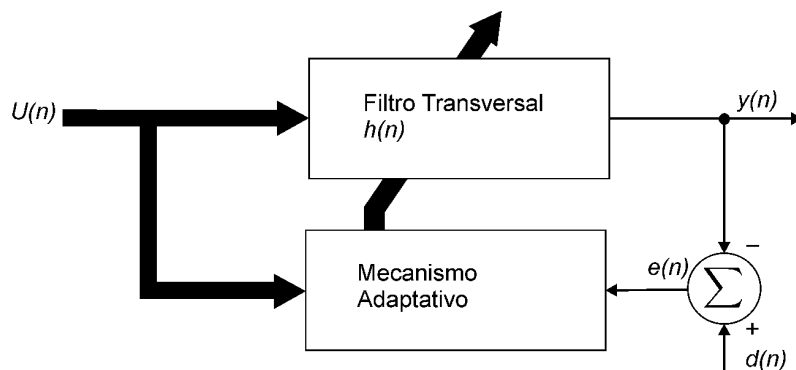 U(n)
Filtro Transversal
h(n)
y(n)
Mecanismo
Adaptativo
e(n)
−
Σ
+
d(n)